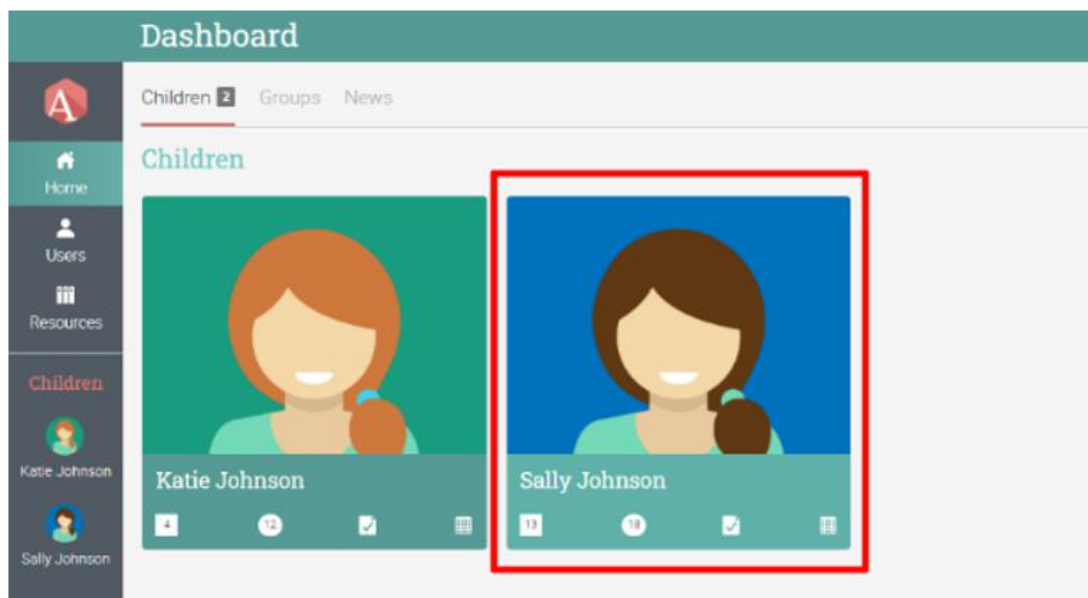 Dashboard
A
Children 2 Groups News
Home
Users
Resources
Children
Katie Johnson
Sally Johnson
Children
Katie Johnson
4 12
Sally Johnson
13 18